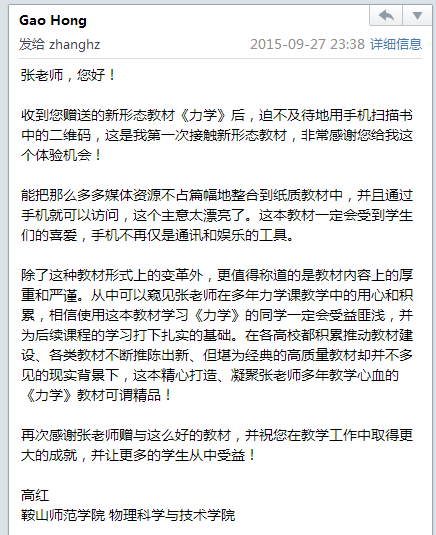 Gao Hong
发给 zhanghz 2015-09-27 23:38 详细信息
张老师，您好！
收到您赠送的新形态教材《力学》后，迫不及待地用手机扫描书
中的二维码，这是我第一次接触新形态教材，非常感谢您给我这
个体验机会！
能把那么多多媒体资源不占篇幅地整合到纸质教材中，并且通过
手机就可以访问，这个主意太漂亮了。这本教材一定会受到学生
们的喜爱，手机不再仅是通讯和娱乐的工具。
除了这种教材形式上的变革外，更值得称道的是教材内容上的厚
重和严谨。从中可以窥见张老师在多年力学课教学中的用心和积
累，相信使用这本教材学习《力学》的同学一定会受益匪浅，并
为后续课程的学习打下扎实的基础。在各高校都积累推动教材建
设、各类教材不断推陈出新、但堪为经典的高质量教材却并不多
见的现实背景下，这本精心打造、凝聚张老师多年教学心血的
《力学》教材可谓精品！
再次感谢张老师赠与这么好的教材，并祝您在教学工作中取得更
大的成就，并让更多的学生从中受益！
高红
鞍山师范学院 物理科学与技术学院